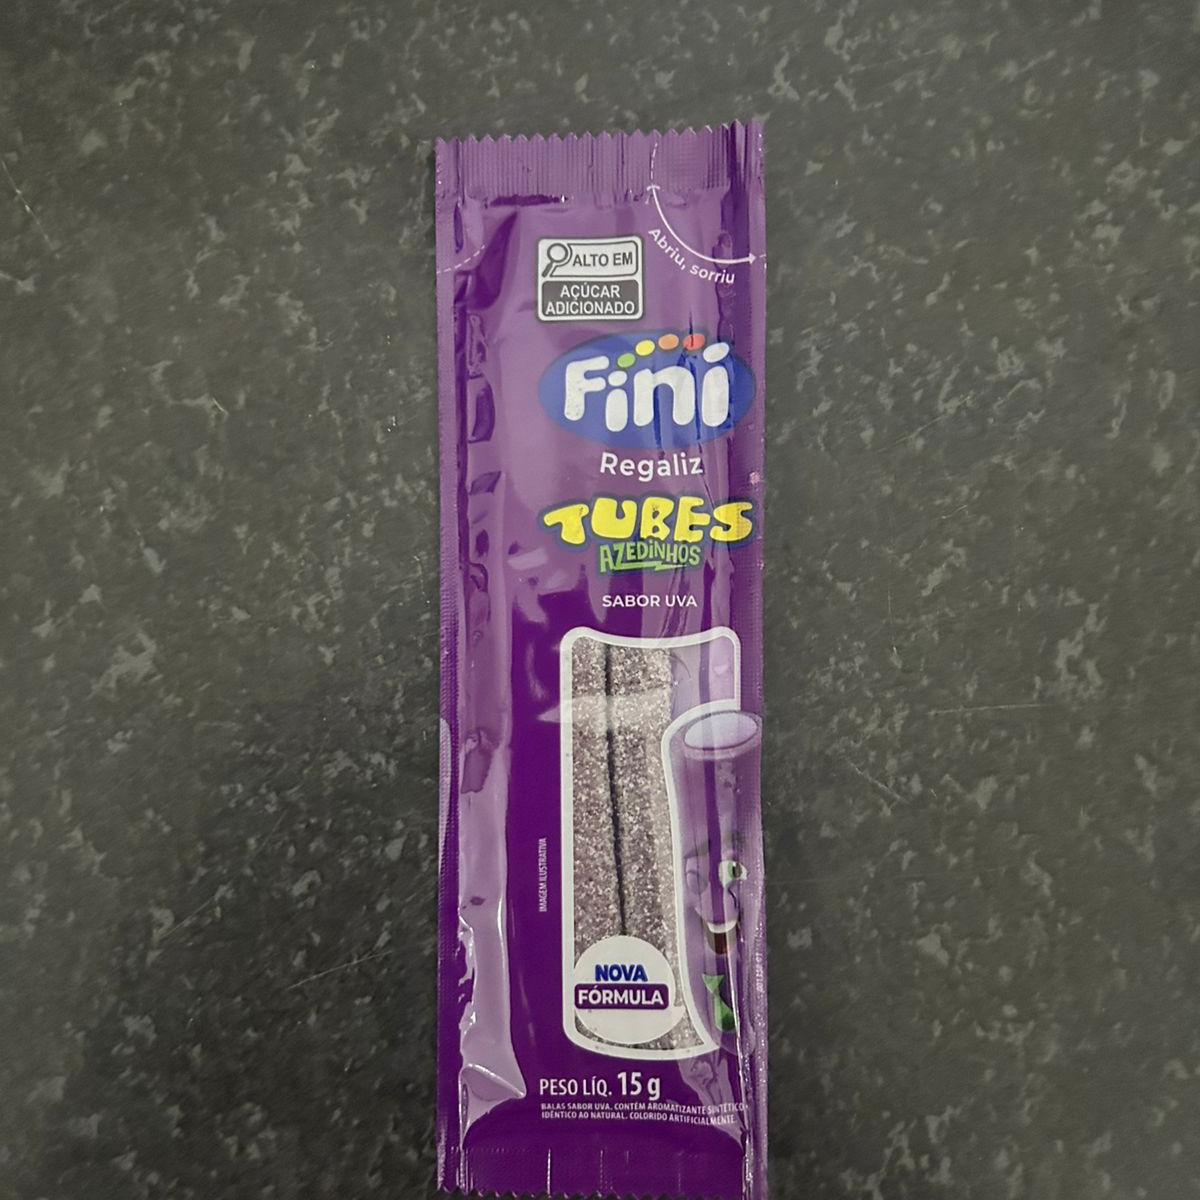 Abriu, sorriu
ALTO EM
AÇÚCAR
ADICIONADO
Fini
Regaliz
TUBES
AZEDINHOS
SABOR UVA
IMAGEM ILUSTRATIVA
NOVA
FÓRMULA
PESO LÍQ. 15 g
BALAS SABOR UVA. CONTÉM AROMATIZANTE SINTÉTICO
IDÊNTICO AO NATURAL. COLORIDO ARTIFICIALMENTE.